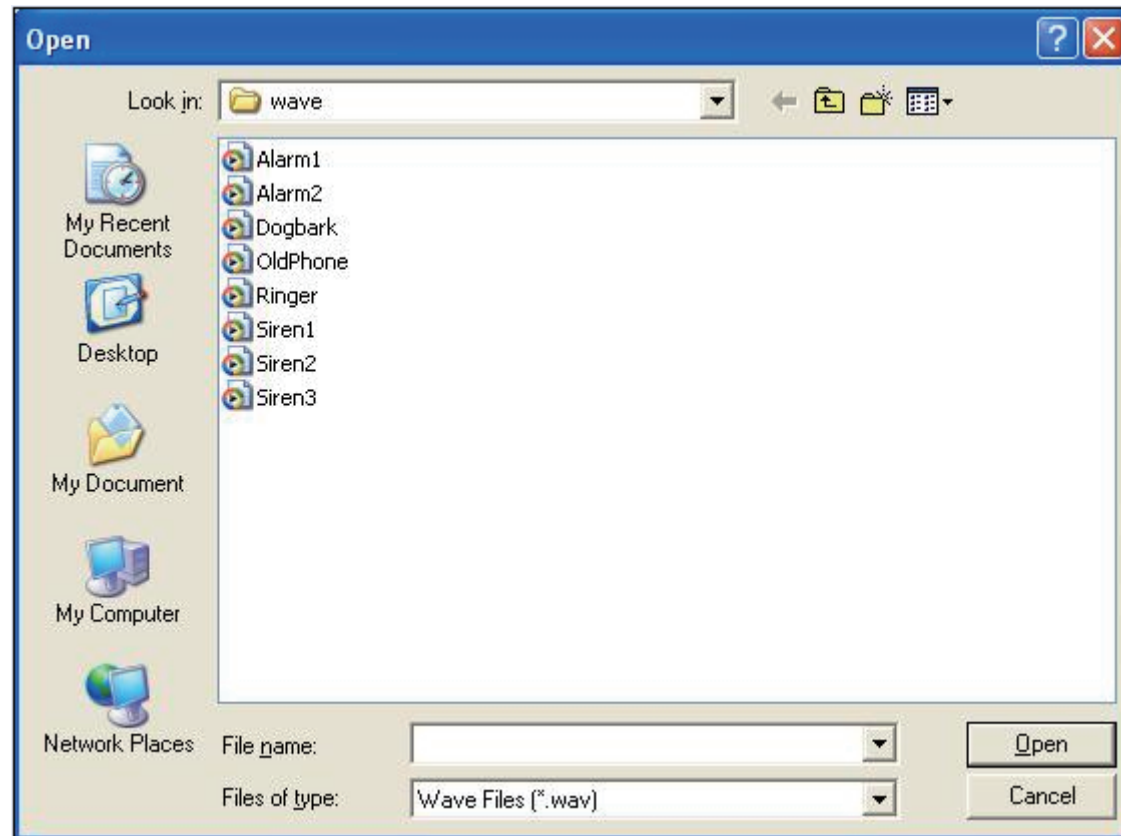 Open
Look in: wave
Alarm1
Alarm2
Dogbark
OldPhone
Ringer
Siren1
Siren2
Siren3
My Recent
Documents
Desktop
My Document
My Computer
Network Places
File name:
Open
Files of type: Wave Files (*.wav)
Cancel